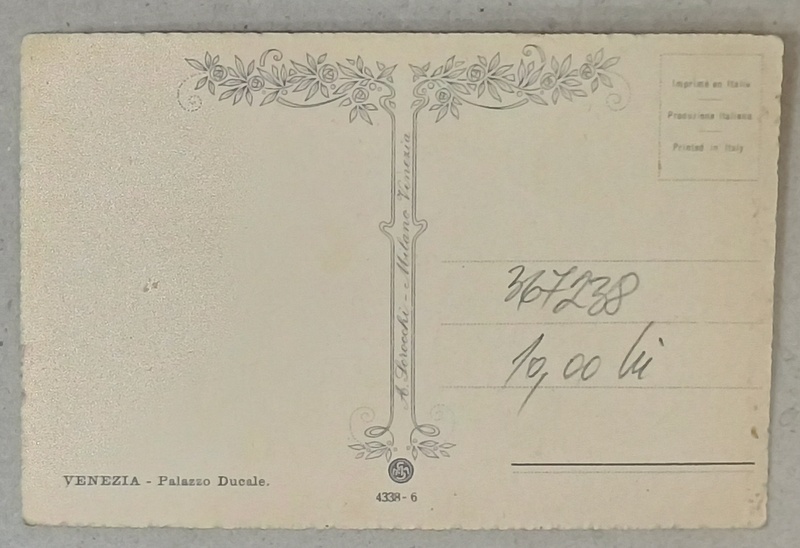 Imprimé en Italie
Produzione Italiana
Printed in Italy
A. Scrocchi - Milano Venezia
367238
10,00 lii
VENEZIA - Palazzo Ducale.
4338-6